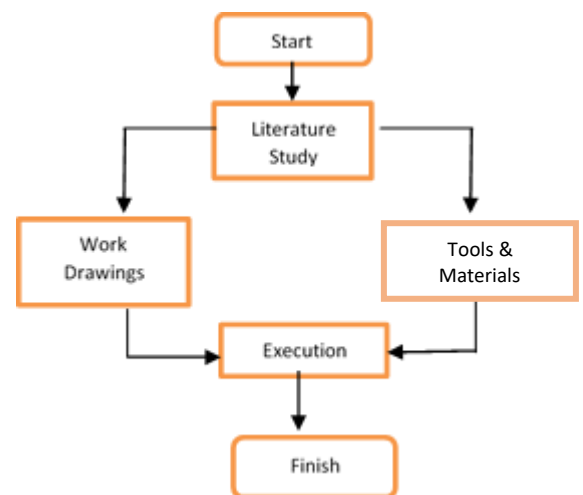 Start
Literature
Study
Work
Drawings
Tools &
Materials
Execution
Finish